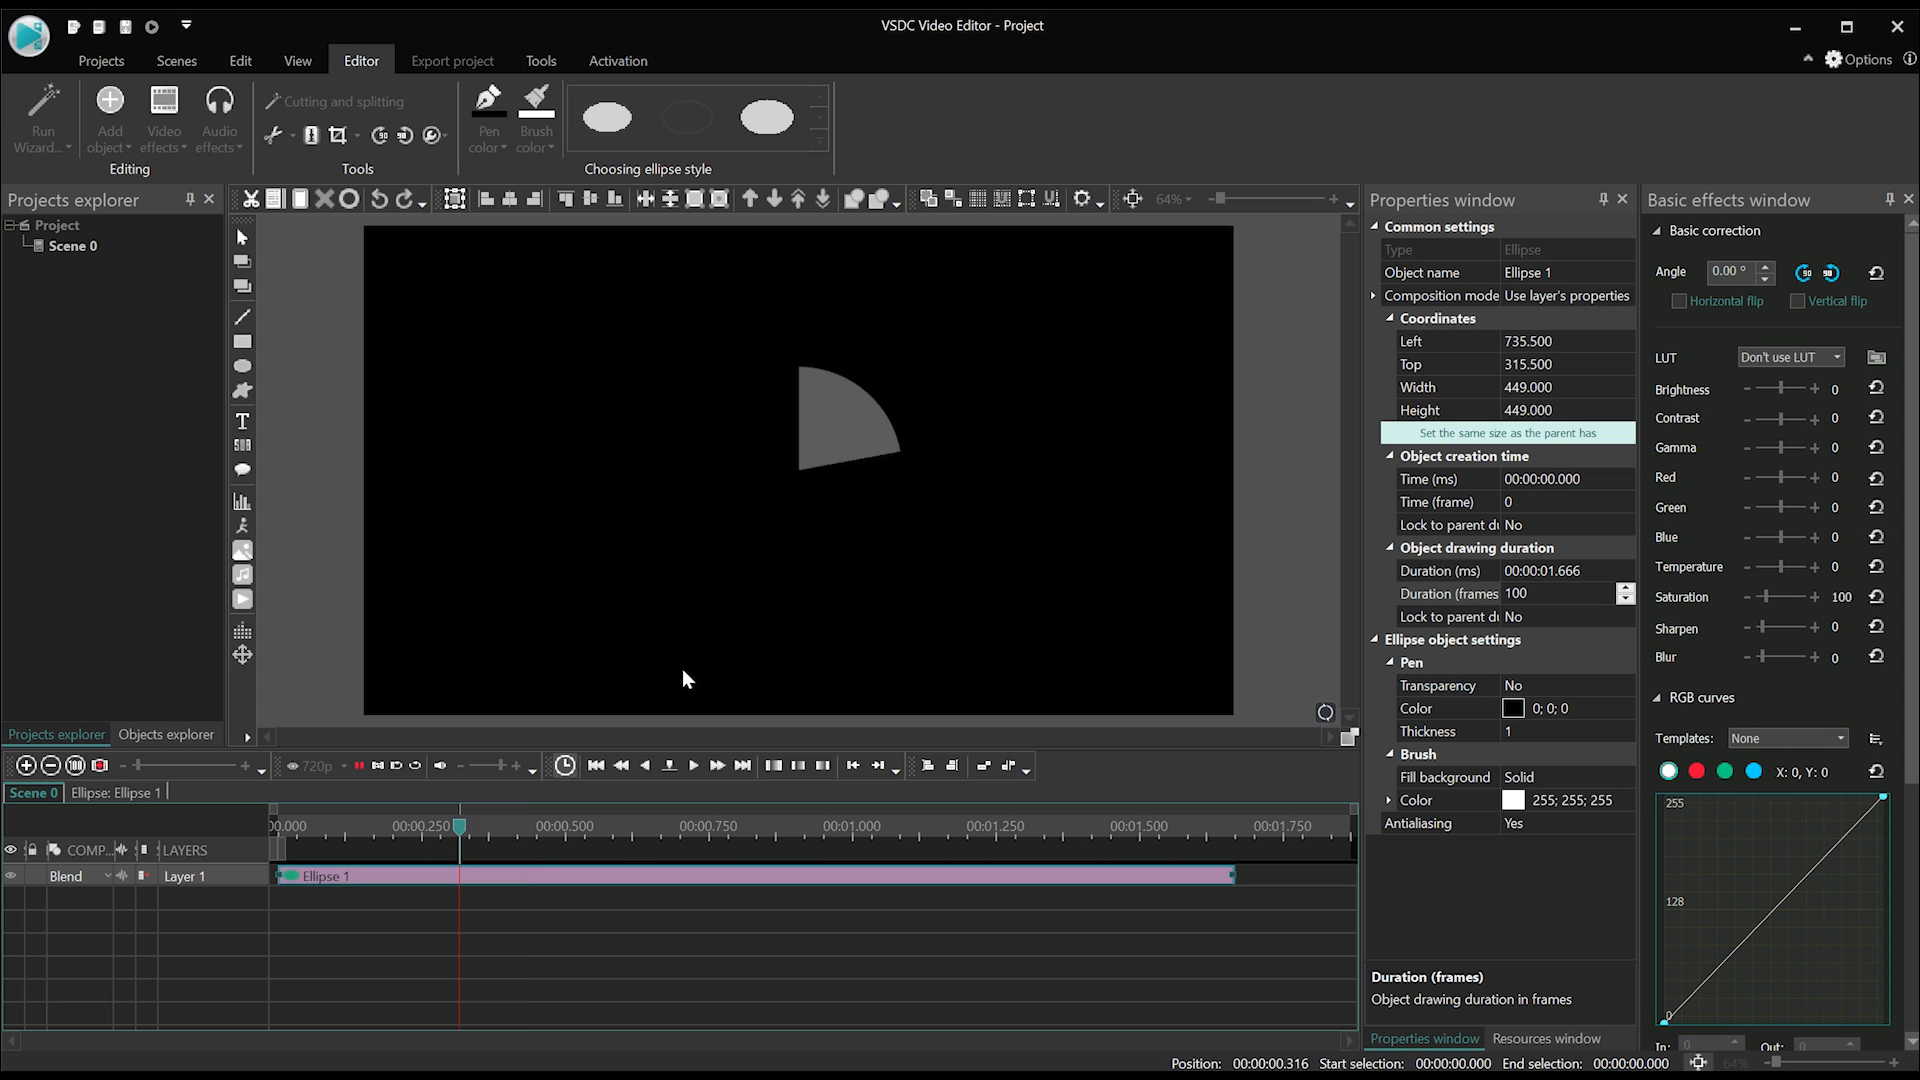 VSDC Video Editor - Project
Projects Scenes Edit View Editor Export project Tools Activation
Options
Cutting and splitting
Run Wizard...
Add object
Video effects
Audio effects
Pen color
Brush color
Editing
Tools
Choosing ellipse style
Projects explorer
64%
Project
Scene 0
Projects explorer Objects explorer
Properties window
Common settings
Type Ellipse
Object name Ellipse 1
Composition mode Use layer's properties
Coordinates
Left 735.500
Top 315.500
Width 449.000
Height 449.000
Set the same size as the parent has
Object creation time
Time (ms) 00:00:00.000
Time (frame) 0
Lock to parent du No
Object drawing duration
Duration (ms) 00:00:01.666
Duration (frames 100
Lock to parent du No
Ellipse object settings
Pen
Transparency No
Color 0; 0; 0
Thickness 1
Brush
Fill background Solid
Color 255; 255; 255
Antialiasing Yes
Duration (frames)
Object drawing duration in frames
Properties window Resources window
Basic effects window
Basic correction
Angle 0.00 ° 90 90
Horizontal flip Vertical flip
LUT Don't use LUT
Brightness - + 0
Contrast - + 0
Gamma - + 0
Red - + 0
Green - + 0
Blue - + 0
Temperature - + 0
Saturation - + 100
Sharpen - + 0
Blur - + 0
RGB curves
Templates: None
X: 0, Y: 0
255
128
0
In: 0 Out: 0
720p
Scene 0 Ellipse: Ellipse 1
00.000 00:00.250 00:00.500 00:00.750 00:01.000 00:01.250 00:01.500 00:01.750
COMP... LAYERS
Blend Layer 1 Ellipse 1
Position: 00:00:00.316 Start selection: 00:00:00.000 End selection: 00:00:00.000 64%